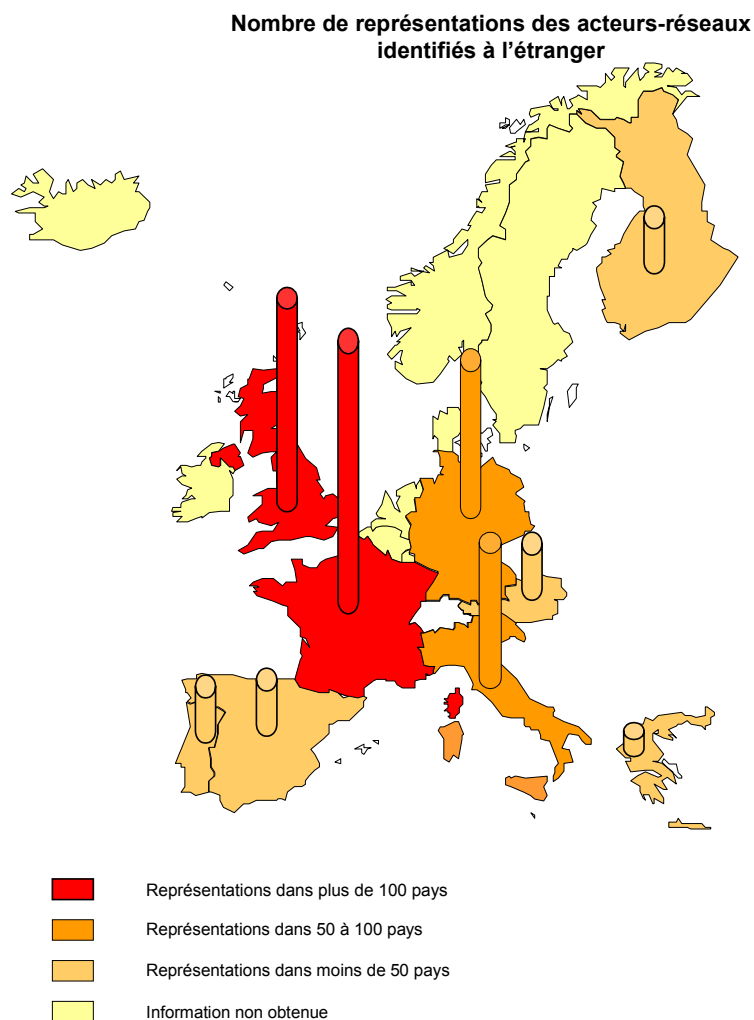 Nombre de représentations des acteurs-réseaux
identifiés à l’étranger
Représentations dans plus de 100 pays
Représentations dans 50 à 100 pays
Représentations dans moins de 50 pays
Information non obtenue